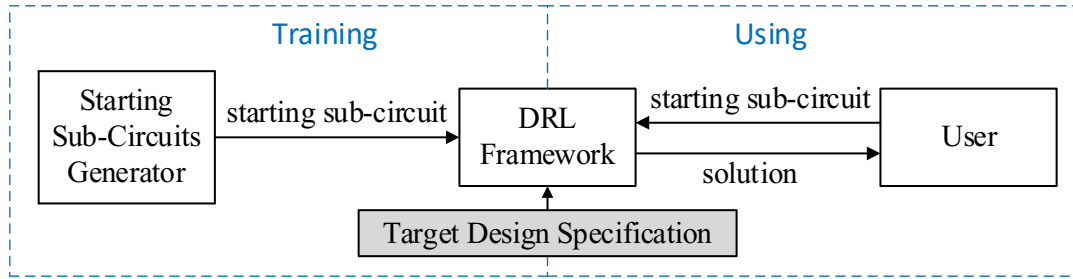 Training
Using
Starting
Sub-Circuits
Generator
starting sub-circuit
DRL
Framework
starting sub-circuit
solution
User
Target Design Specification